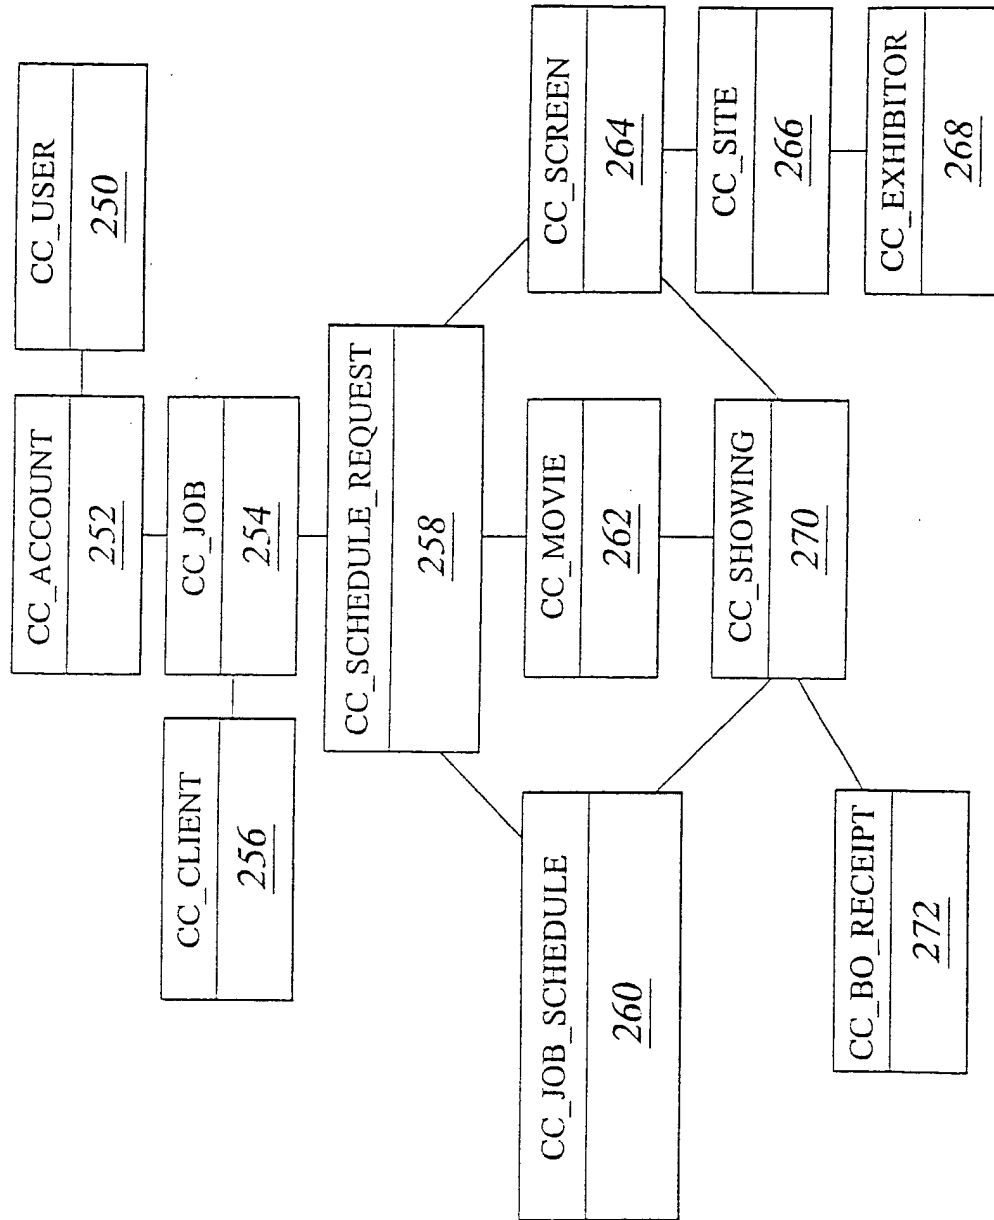 CC_USER
250
CC_ACCOUNT
252
CC_CLIENT
256
CC_JOB
254
CC_SCHEDULE_REQUEST
258
CC_JOB_SCHEDULE
260
CC_MOVIE
262
CC_SCREEN
264
CC_SITE
266
CC_EXHIBITOR
268
CC_SHOWING
270
CC_BO_RECEIPT
272